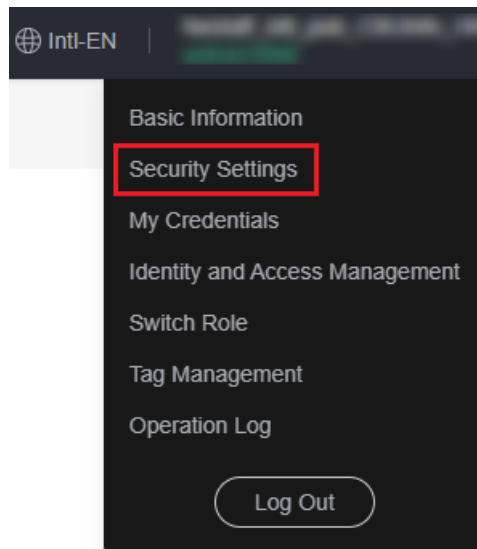 Intl-EN
Basic Information
Security Settings
My Credentials
Identity and Access Management
Switch Role
Tag Management
Operation Log
Log Out